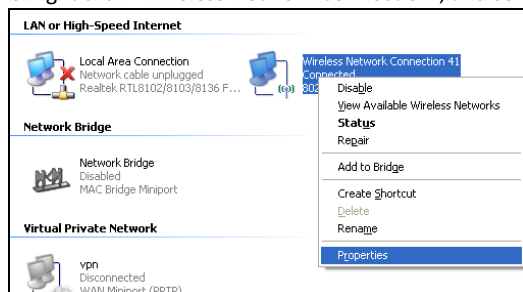 LAN or High-Speed Internet
Local Area Connection
Network cable unplugged
Realtek RTL8102/8103/8136 F...
Wireless Network Connection 41
Connected
802
Disable
View Available Wireless Networks
Status
Repair
Add to Bridge
Create Shortcut
Delete
Rename
Properties
Network Bridge
Network Bridge
Disabled
MAC Bridge Miniport
Virtual Private Network
vpn
Disconnected
WAN Miniport (PPTP)